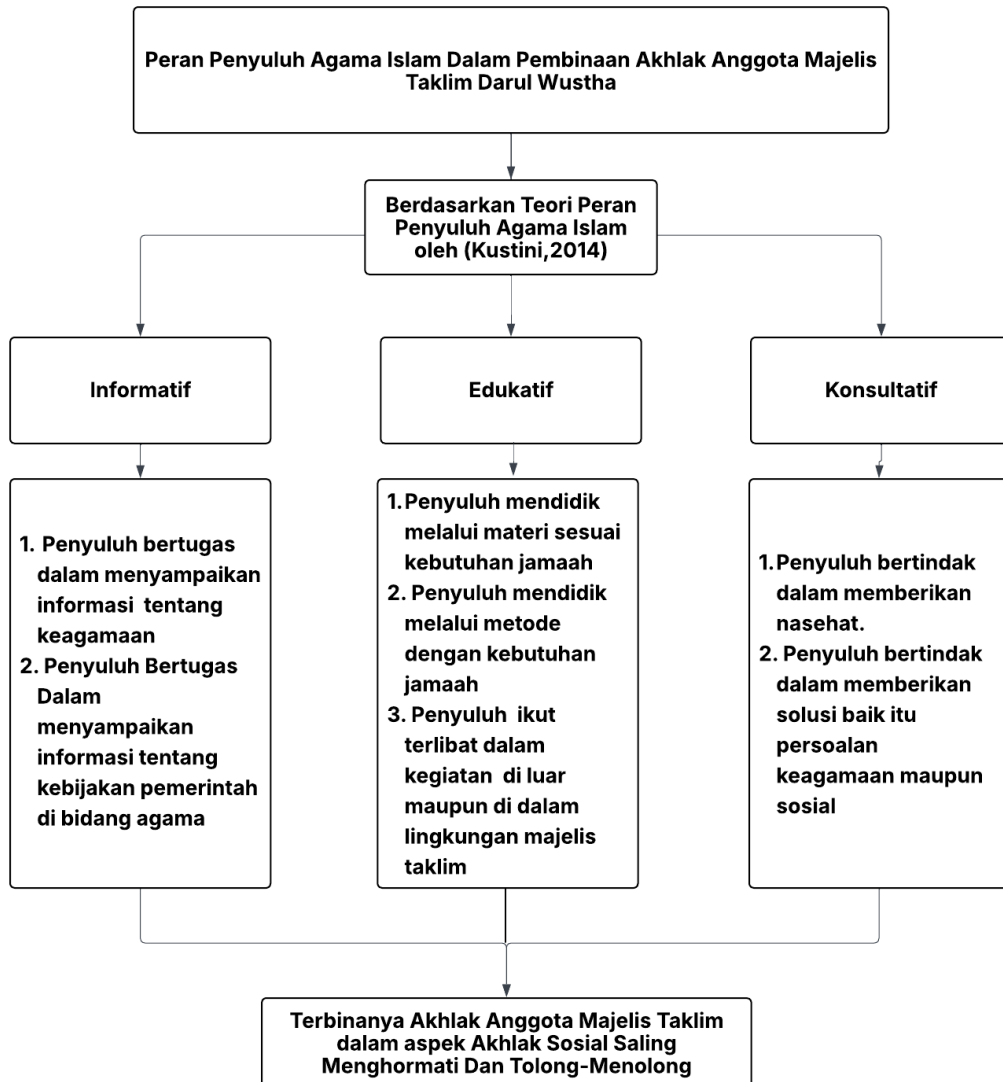 Peran Penyuluh Agama Islam Dalam Pembinaan Akhlak Anggota Majelis
Taklim Darul Wustha
Berdasarkan Teori Peran
Penyuluh Agama Islam
oleh (Kustini,2014)
Informatif
Edukatif
Konsultatif
1. Penyuluh bertugas
dalam menyampaikan
informasi tentang
keagamaan
2. Penyuluh Bertugas
Dalam
menyampaikan
informasi tentang
kebijakan pemerintah
di bidang agama
1. Penyuluh mendidik
melalui materi sesuai
kebutuhan jamaah
2. Penyuluh mendidik
melalui metode
dengan kebutuhan
jamaah
3. Penyuluh ikut
terlibat dalam
kegiatan di luar
maupun di dalam
lingkungan majelis
taklim
1. Penyuluh bertindak
dalam memberikan
nasehat.
2. Penyuluh bertindak
dalam memberikan
solusi baik itu
persoalan
keagamaan maupun
sosial
Terbinanya Akhlak Anggota Majelis Taklim
dalam aspek Akhlak Sosial Saling
Menghormati Dan Tolong-Menolong